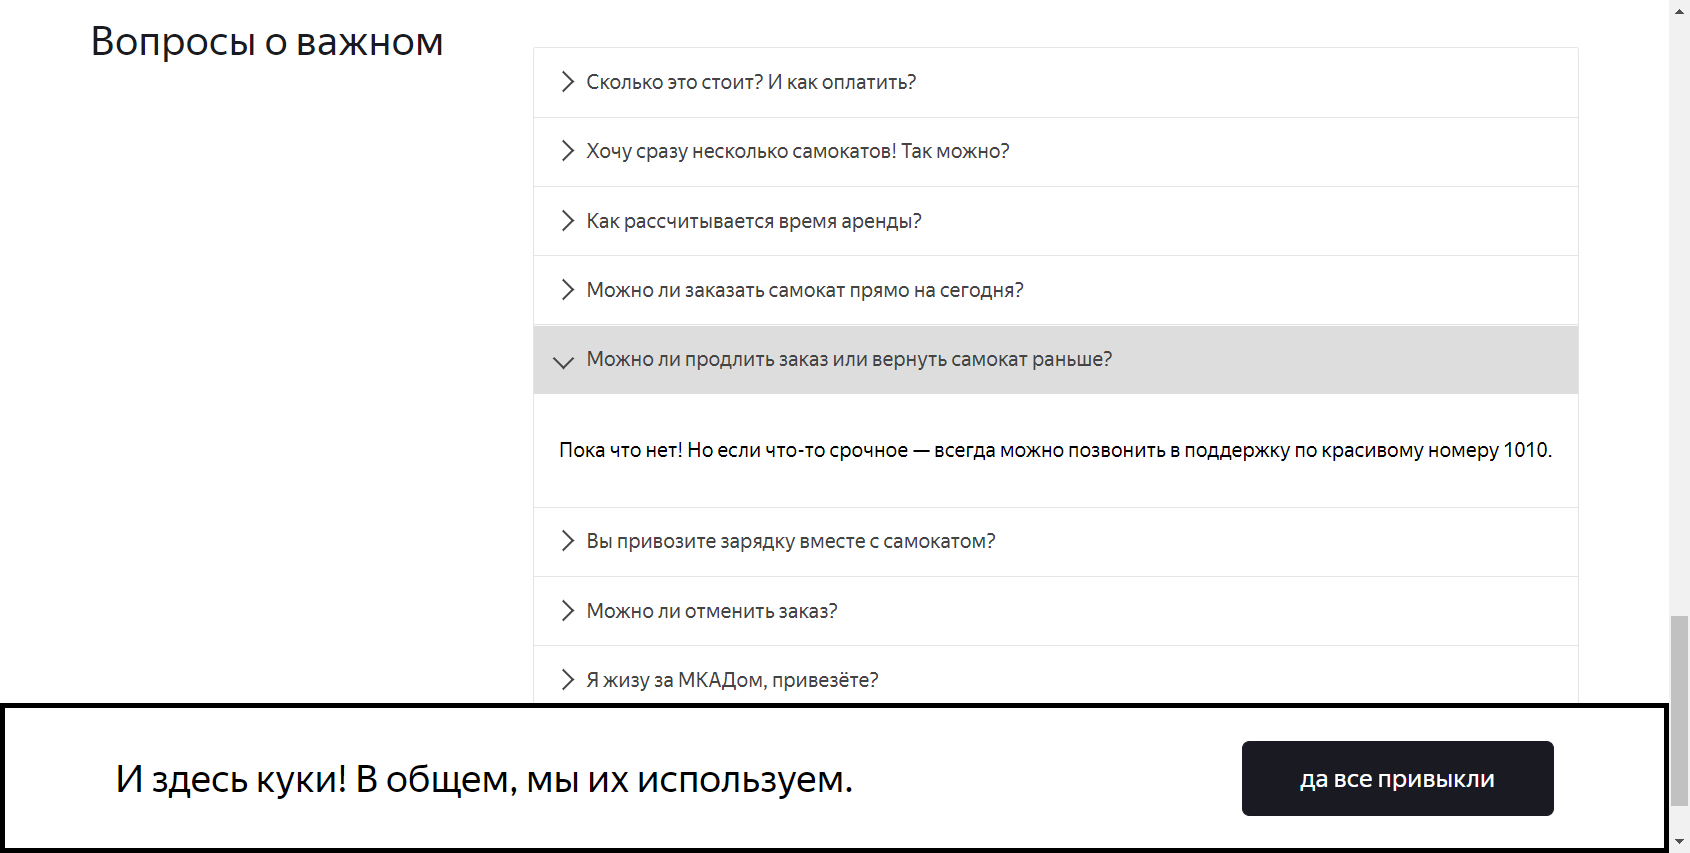 Вопросы о важном
Сколько это стоит? И как оплатить?
Хочу сразу несколько самокатов! Так можно?
Как рассчитывается время аренды?
Можно ли заказать самокат прямо на сегодня?
Можно ли продлить заказ или вернуть самокат раньше?
Пока что нет! Но если что-то срочное — всегда можно позвонить в поддержку по красивому номеру 1010.
Вы привозите зарядку вместе с самокатом?
Можно ли отменить заказ?
Я жизу за МКАДом, привезёте?
И здесь куки! В общем, мы их используем.
да все привыкли